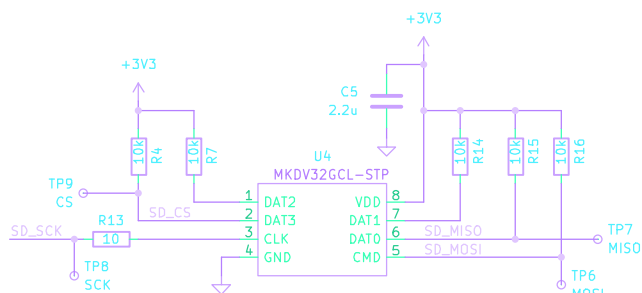 +3V3
+3V3
C5
2.2u
10k R4
10k R7
10k R14
10k R15
10k R16
U4
MKDV32GCL-STP
TP9
CS
SD_CS
R13
10
SD_SCK
TP8
SCK
1 DAT2
2 DAT3
3 CLK
4 GND
VDD 8
DAT1 7
DAT0 6
CMD 5
SD_MISO
SD_MOSI
TP7
MISO
TP6
MOSI